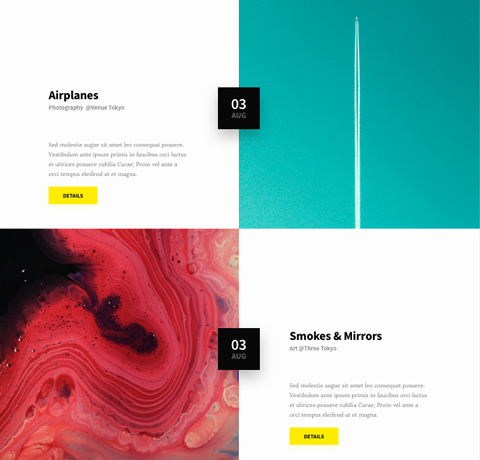 Airplanes
Photography @Venue Tokyo
03
AUG
Sed molestie augue sit amet leo consequat posuere.
Vestibulum ante ipsum primis in faucibus orci luctus
et ultrices posuere cubilia Curae; Proin vel ante a
orci tempus eleifend ut et magna.
DETAILS
03
AUG
Smokes & Mirrors
Art @Three Tokyo
Sed molestie augue sit amet leo consequat posuere.
Vestibulum ante ipsum primis in faucibus orci luctus
et ultrices posuere cubilia Curae; Proin vel ante a
orci tempus eleifend ut et magna.
DETAILS